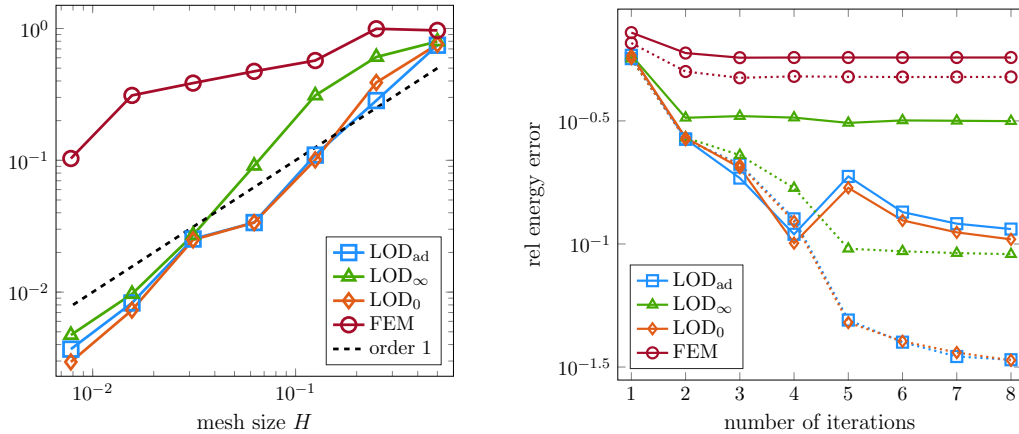 10⁰
10⁻¹
10⁻²
10⁻²
10⁻¹
mesh size H
LOD_ad
LOD_∞
LOD_0
FEM
order 1
rel energy error
10⁻⁰·⁵
10⁻¹
10⁻¹·⁵
1 2 3 4 5 6 7 8
number of iterations
LOD_ad
LOD_∞
LOD_0
FEM